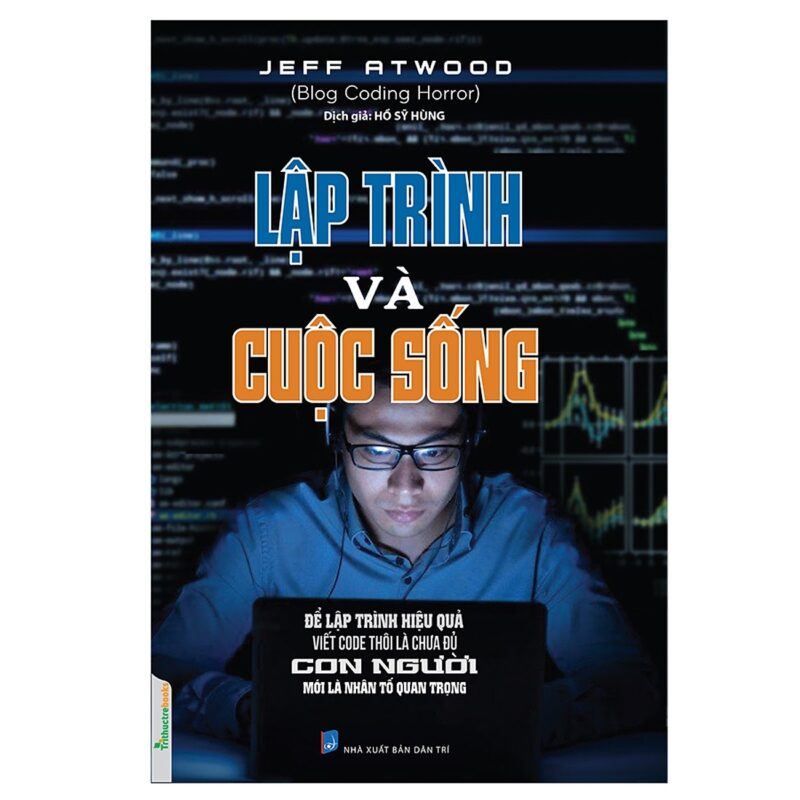 JEFF ATWOOD
(Blog Coding Horror)
Dịch giả: HỒ SỸ HÙNG
LẬP TRÌNH
VÀ
CUỘC SỐNG
ĐỂ LẬP TRÌNH HIỆU QUẢ
VIẾT CODE THÔI LÀ CHƯA ĐỦ
CON NGƯỜI
MỚI LÀ NHÂN TỐ QUAN TRỌNG
Trithuctrebooks
NHÀ XUẤT BẢN DÂN TRÍ